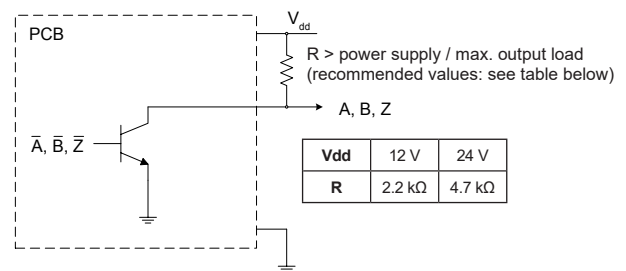 V_dd
PCB
R > power supply / max. output load
(recommended values: see table below)
A, B, Z
A̅, B̅, Z̅
Vdd 12 V 24 V
R 2.2 kΩ 4.7 kΩ